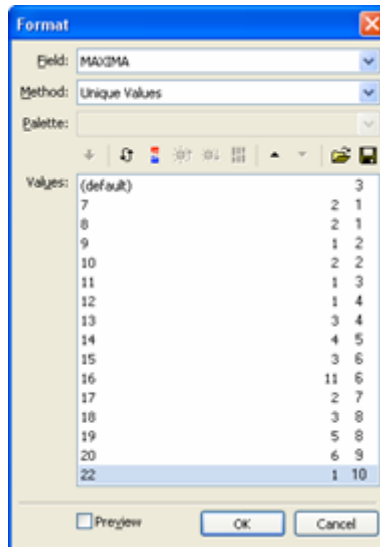 Format
Field: MAXIMA
Method: Unique Values
Palette:
Values: (default) 3
7 2 1
8 2 1
9 1 2
10 2 2
11 1 3
12 1 4
13 3 4
14 4 5
15 3 6
16 11 6
17 2 7
18 3 8
19 5 8
20 6 9
22 1 10
Preview OK Cancel